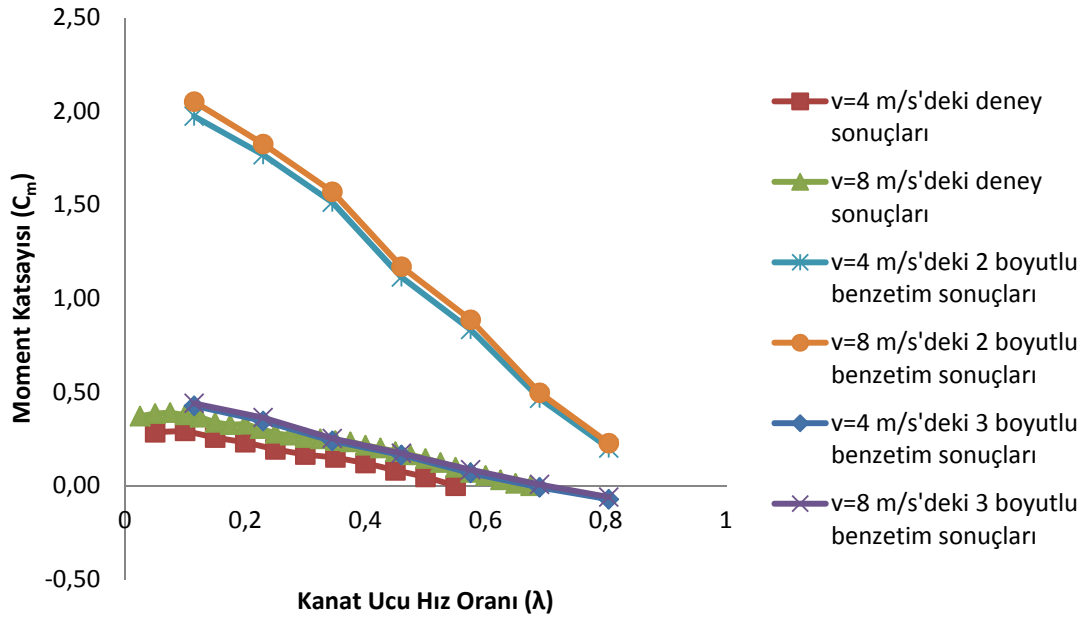 2,50
2,00
1,50
1,00
0,50
0,00
-0,50
Moment Katsayısı (Cm)
0
0,2
0,4
0,6
0,8
1
Kanat Ucu Hız Oranı (λ)
v=4 m/s'deki deney
sonuçları
v=8 m/s'deki deney
sonuçları
v=4 m/s'deki 2 boyutlu
benzetim sonuçları
v=8 m/s'deki 2 boyutlu
benzetim sonuçları
v=4 m/s'deki 3 boyutlu
benzetim sonuçları
v=8 m/s'deki 3 boyutlu
benzetim sonuçları